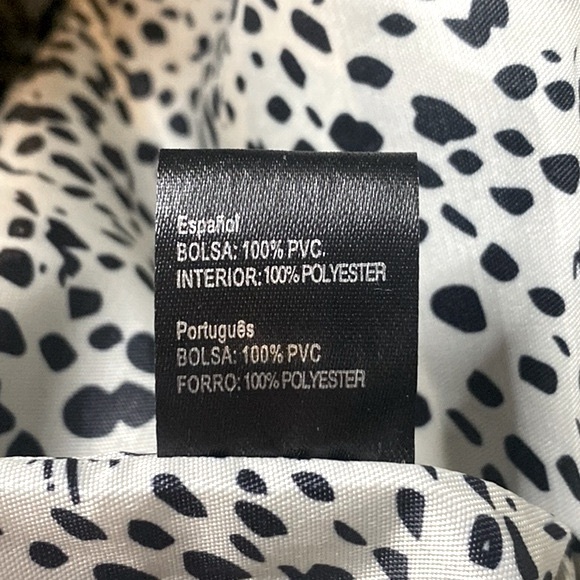 Español
BOLSA: 100% PVC.
INTERIOR: 100% POLYESTER
Português
BOLSA: 100% PVC
FORRO: 100% POLYESTER